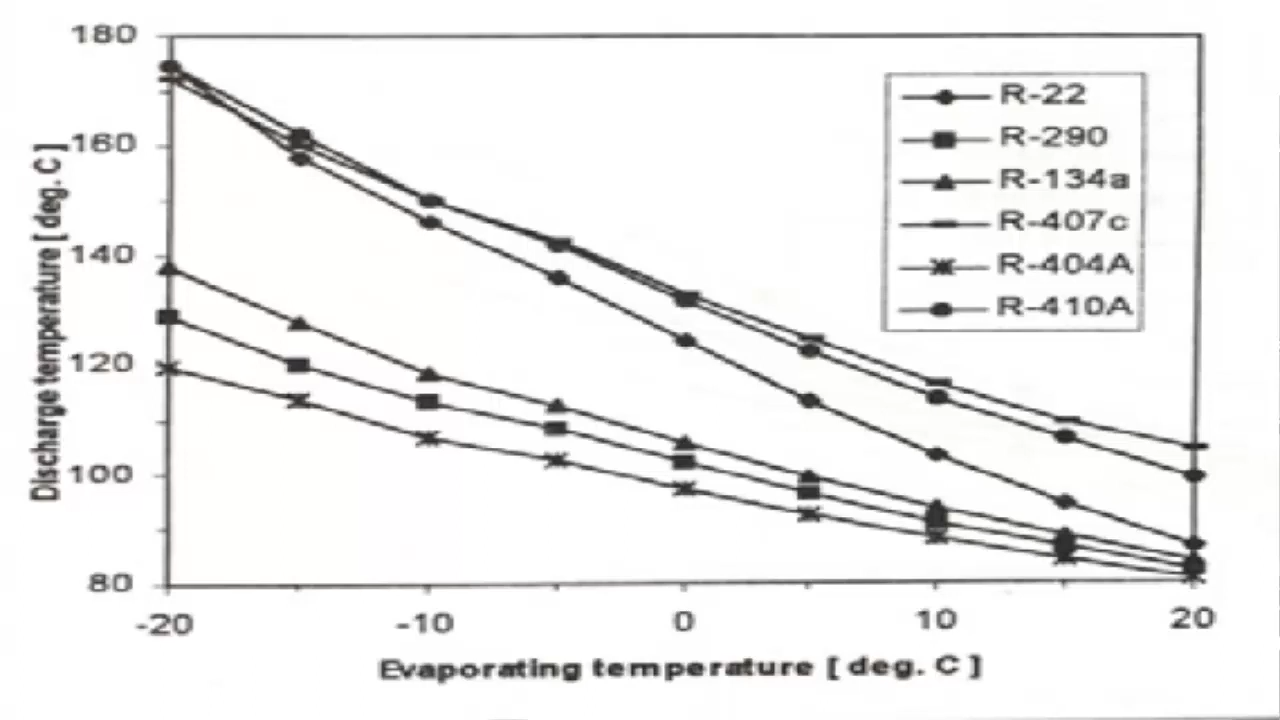 180
160
140
120
100
80
Discharge temperature [ deg. C ]
R-22
R-290
R-134a
R-407c
R-404A
R-410A
-20 -10 0 10 20
Evaporating temperature [ deg. C ]